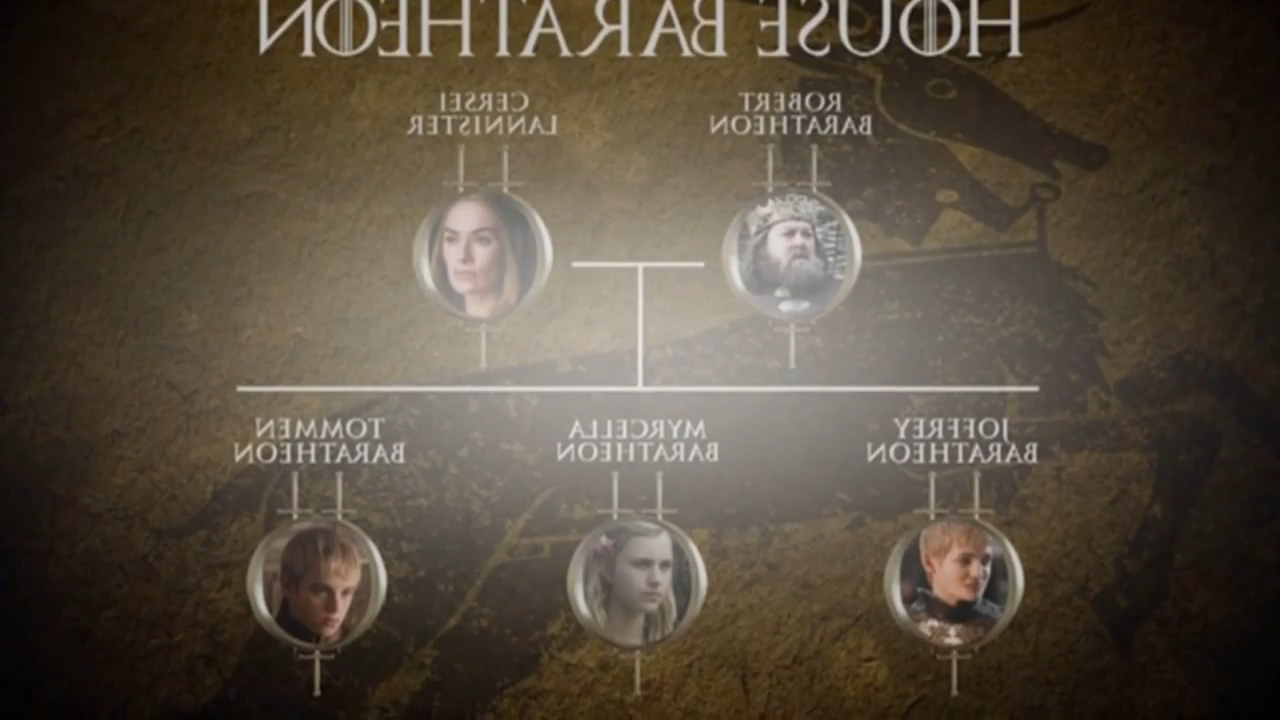 HOUSE BARATHEON
ROBERT
BARATHEON
CERSEI
LANNISTER
JOFFREY
BARATHEON
MYRCELLA
BARATHEON
TOMMEN
BARATHEON